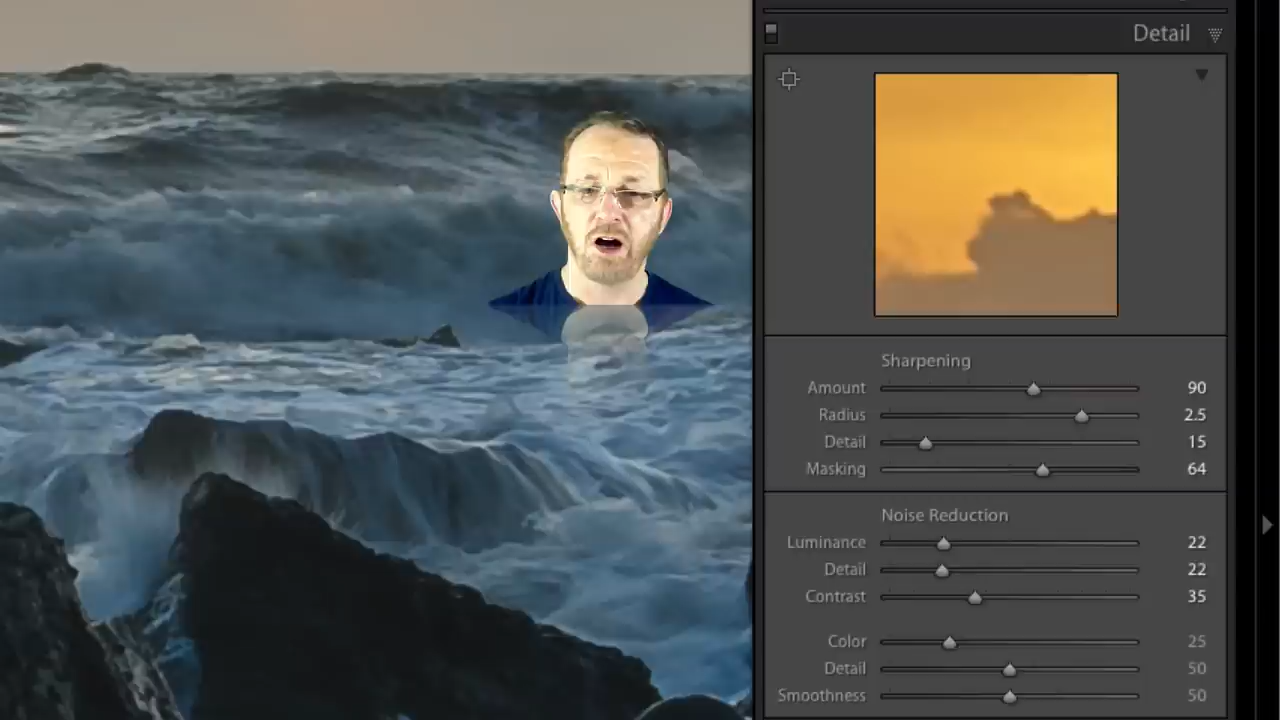 Detail
Sharpening
Amount 90
Radius 2.5
Detail 15
Masking 64
Noise Reduction
Luminance 22
Detail 22
Contrast 35
Color 25
Detail 50
Smoothness 50